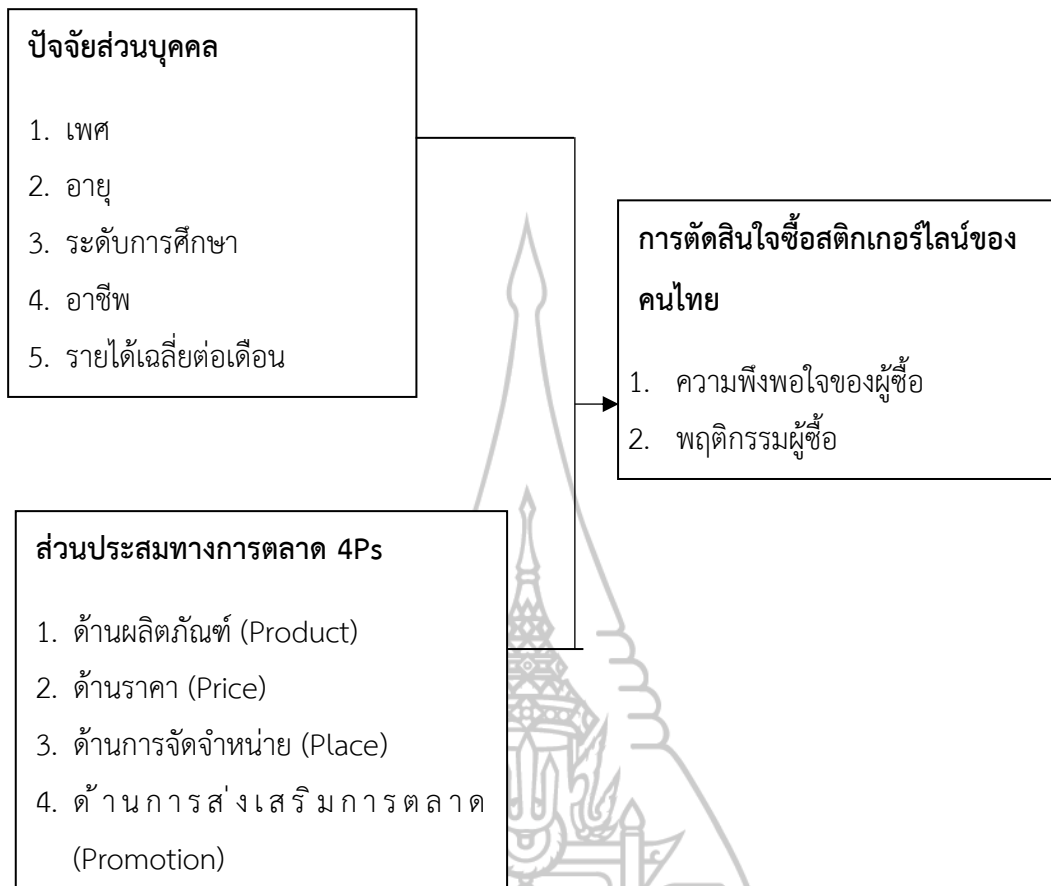 ปัจจัยส่วนบุคคล
1. เพศ
2. อายุ
3. ระดับการศึกษา
4. อาชีพ
5. รายได้เฉลี่ยต่อเดือน
การตัดสินใจซื้อสติกเกอร์ไลน์ของ
คนไทย
1. ความพึงพอใจของผู้ซื้อ
2. พฤติกรรมผู้ซื้อ
ส่วนประสมทางการตลาด 4Ps
1. ด้านผลิตภัณฑ์ (Product)
2. ด้านราคา (Price)
3. ด้านการจัดจำหน่าย (Place)
4. ด้านการส่งเสริมการตลาด
(Promotion)